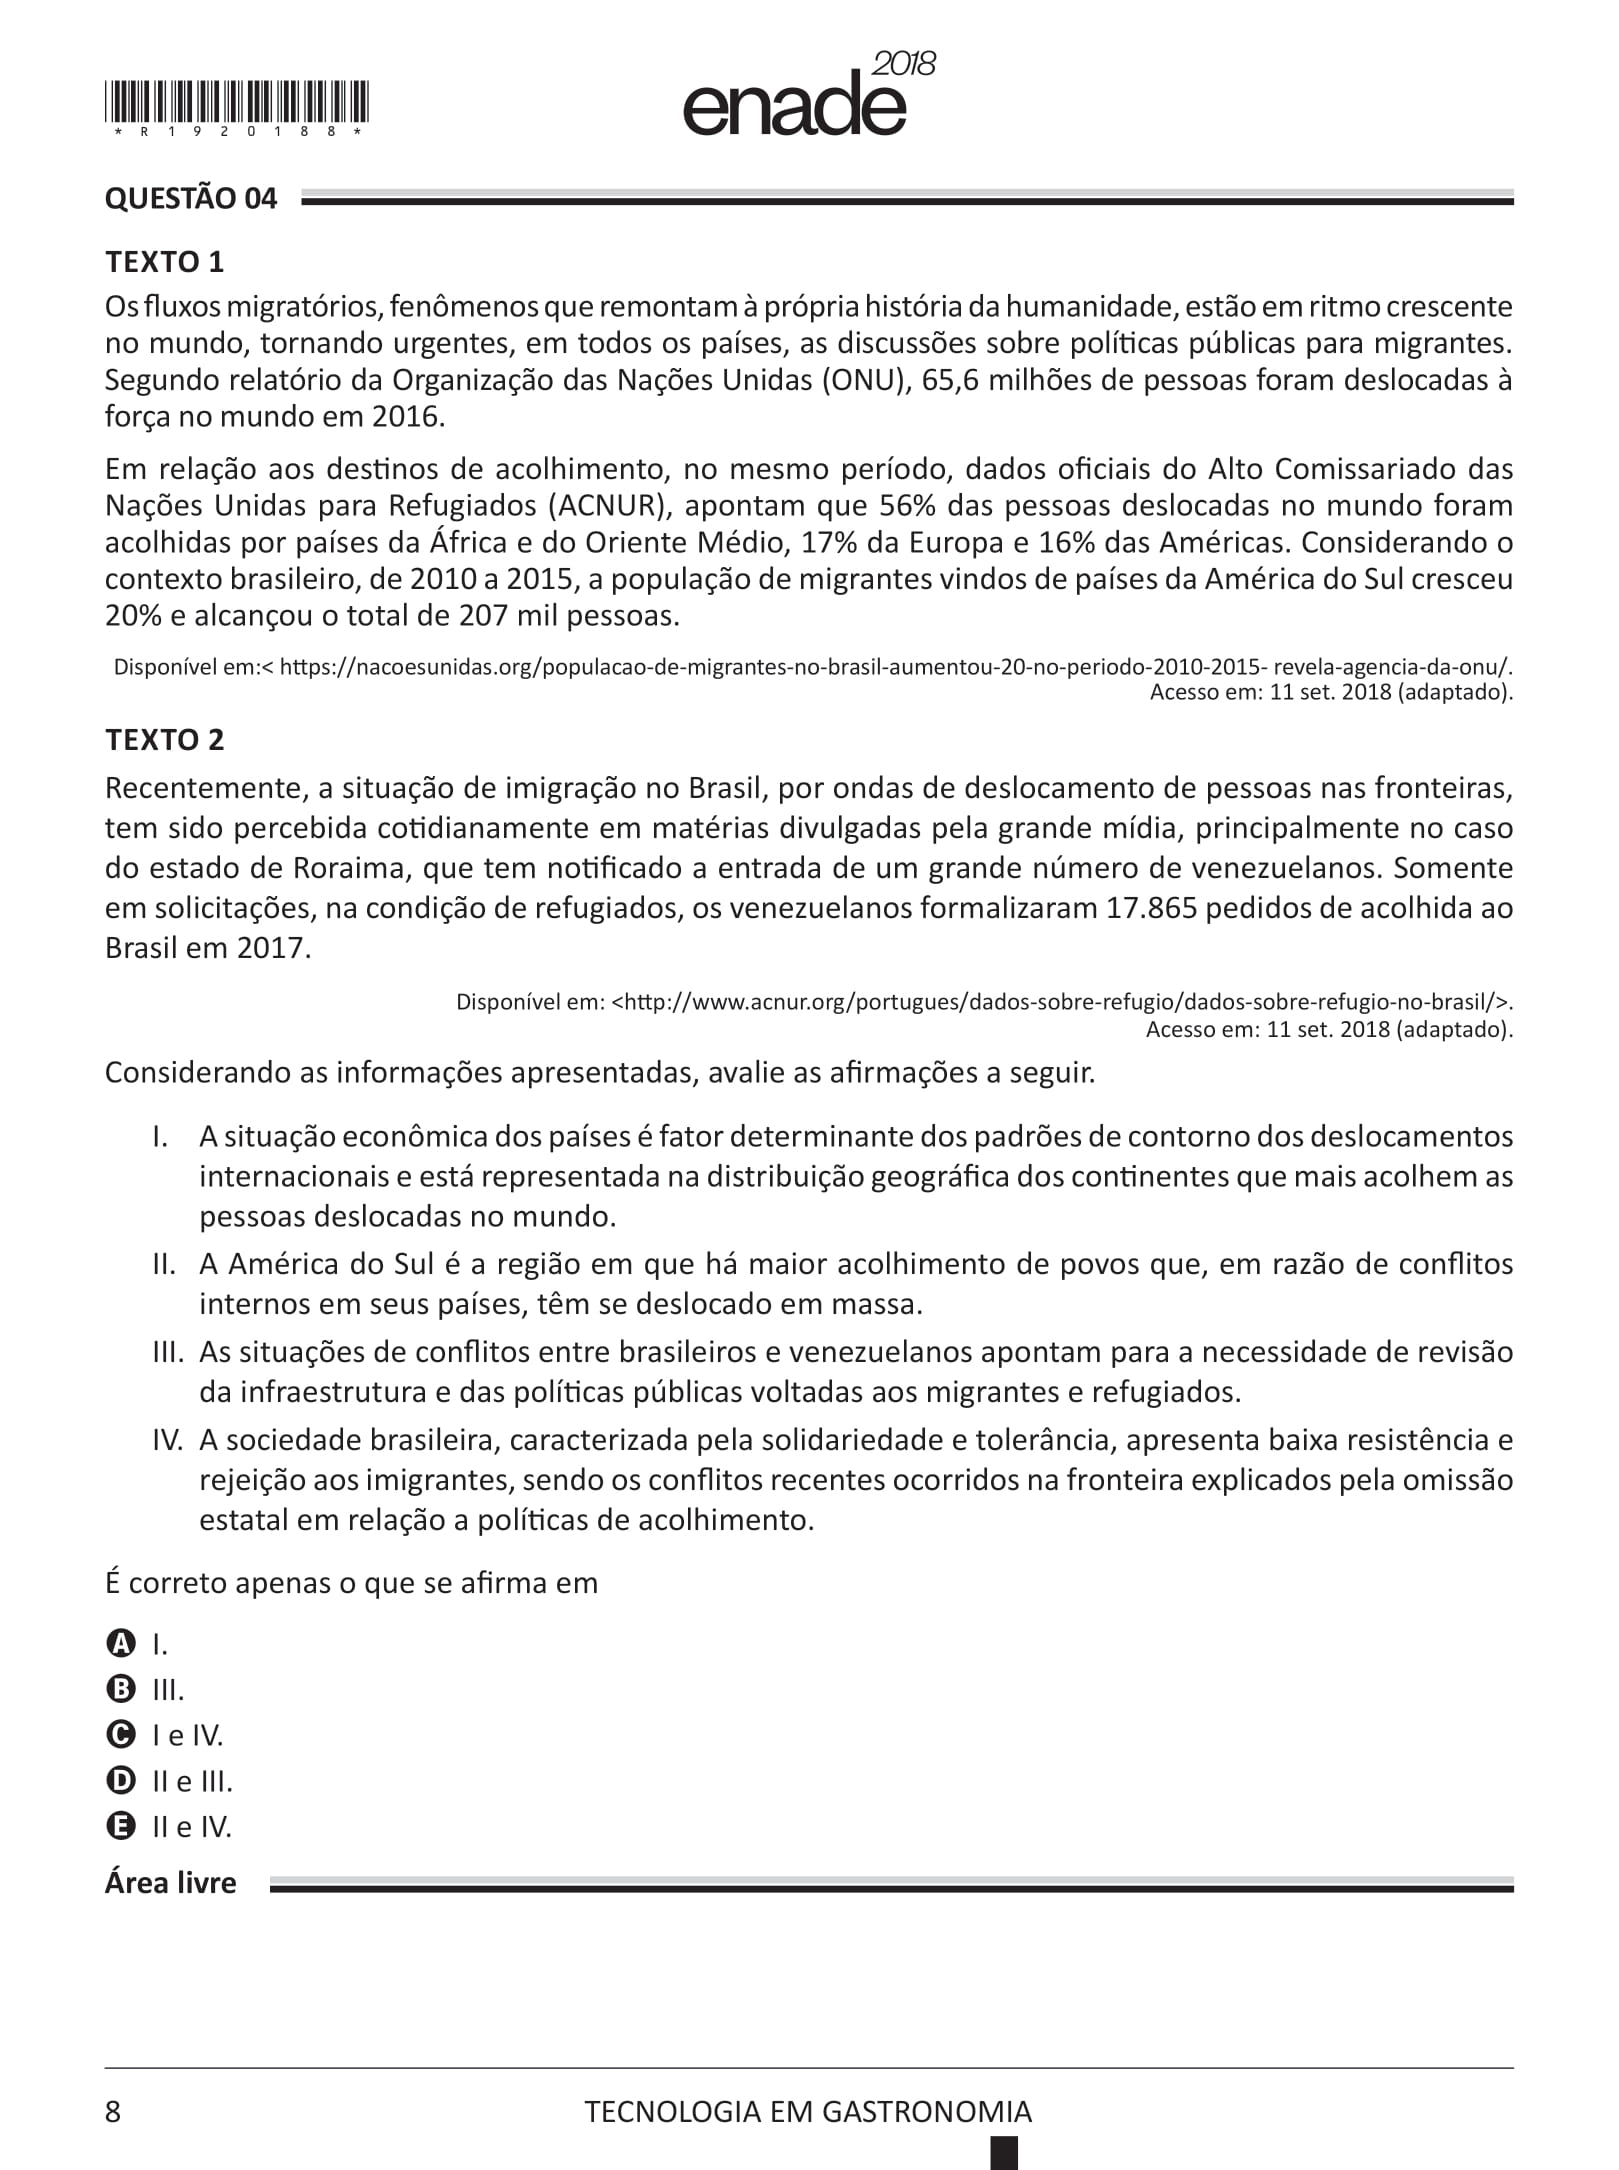 enade 2018
* R 1 9 2 0 1 8 8 *
QUESTÃO 04
TEXTO 1
Os fluxos migratórios, fenômenos que remontam à própria história da humanidade, estão em ritmo crescente
no mundo, tornando urgentes, em todos os países, as discussões sobre políticas públicas para migrantes.
Segundo relatório da Organização das Nações Unidas (ONU), 65,6 milhões de pessoas foram deslocadas à
força no mundo em 2016.
Em relação aos destinos de acolhimento, no mesmo período, dados oficiais do Alto Comissariado das
Nações Unidas para Refugiados (ACNUR), apontam que 56% das pessoas deslocadas no mundo foram
acolhidas por países da África e do Oriente Médio, 17% da Europa e 16% das Américas. Considerando o
contexto brasileiro, de 2010 a 2015, a população de migrantes vindos de países da América do Sul cresceu
20% e alcançou o total de 207 mil pessoas.
Disponível em:< https://nacoesunidas.org/populacao-de-migrantes-no-brasil-aumentou-20-no-periodo-2010-2015- revela-agencia-da-onu/.
Acesso em: 11 set. 2018 (adaptado).
TEXTO 2
Recentemente, a situação de imigração no Brasil, por ondas de deslocamento de pessoas nas fronteiras,
tem sido percebida cotidianamente em matérias divulgadas pela grande mídia, principalmente no caso
do estado de Roraima, que tem notificado a entrada de um grande número de venezuelanos. Somente
em solicitações, na condição de refugiados, os venezuelanos formalizaram 17.865 pedidos de acolhida ao
Brasil em 2017.
Disponível em: <http://www.acnur.org/portugues/dados-sobre-refugio/dados-sobre-refugio-no-brasil/>.
Acesso em: 11 set. 2018 (adaptado).
Considerando as informações apresentadas, avalie as afirmações a seguir.
I. A situação econômica dos países é fator determinante dos padrões de contorno dos deslocamentos
internacionais e está representada na distribuição geográfica dos continentes que mais acolhem as
pessoas deslocadas no mundo.
II. A América do Sul é a região em que há maior acolhimento de povos que, em razão de conflitos
internos em seus países, têm se deslocado em massa.
III. As situações de conflitos entre brasileiros e venezuelanos apontam para a necessidade de revisão
da infraestrutura e das políticas públicas voltadas aos migrantes e refugiados.
IV. A sociedade brasileira, caracterizada pela solidariedade e tolerância, apresenta baixa resistência e
rejeição aos imigrantes, sendo os conflitos recentes ocorridos na fronteira explicados pela omissão
estatal em relação a políticas de acolhimento.
É correto apenas o que se afirma em
A I.
B III.
C I e IV.
D II e III.
E II e IV.
Área livre
8
TECNOLOGIA EM GASTRONOMIA